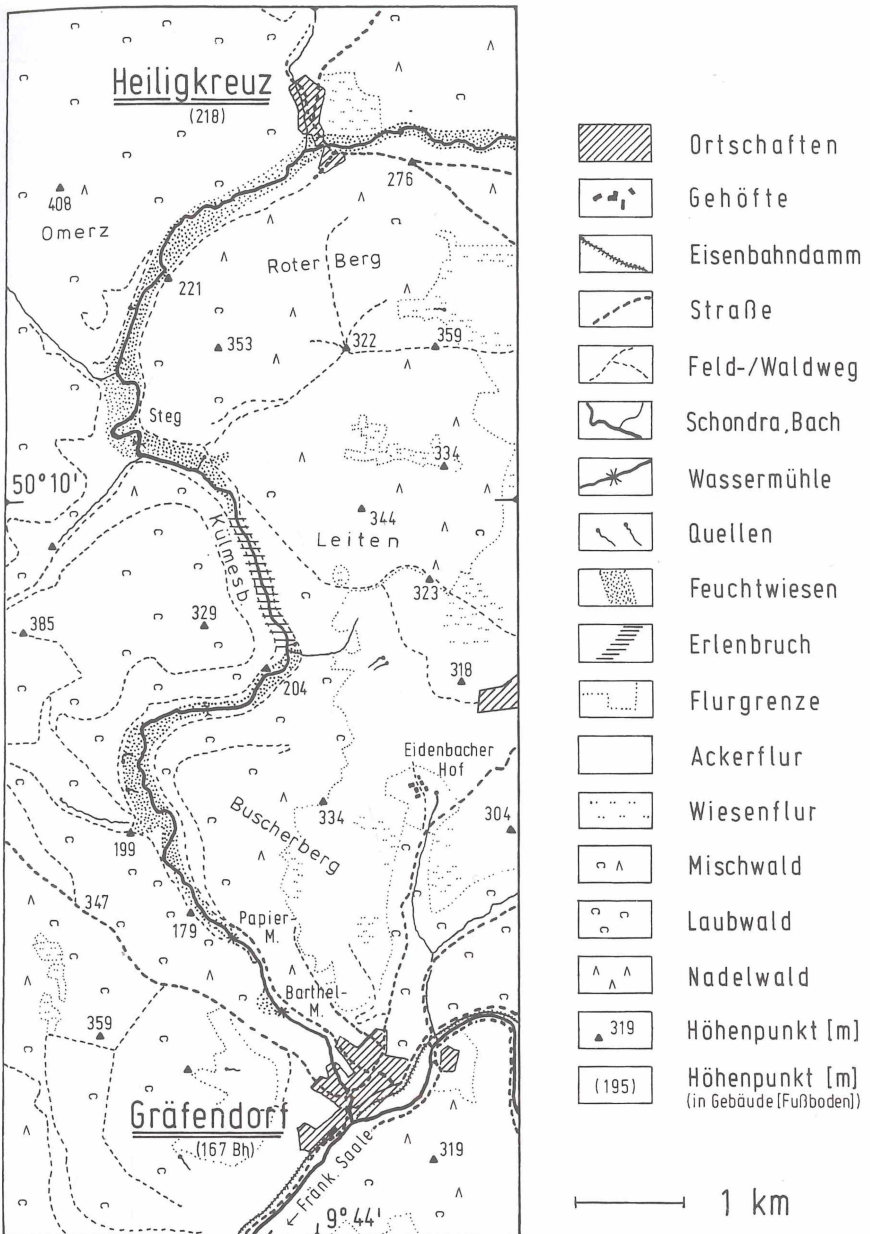 Heiligkreuz
(218)
276
408
Omerz
Roter Berg
221
353
322
359
Steg
334
50°10'
344
Külmesb.
Leiten
323
385
329
204
318
Eidenbacher
Hof
Buscherberg
334
304
199
347
179
Papier-
M.
Barthel-
M.
359
Gräfendorf
(167 Bh)
← Fränk. Saale
319
9°44'
Ortschaften
Gehöfte
Eisenbahndamm
Straße
Feld-/Waldweg
Schondra, Bach
Wassermühle
Quellen
Feuchtwiesen
Erlenbruch
Flurgrenze
Ackerflur
Wiesenflur
Mischwald
Laubwald
Nadelwald
319 Höhenpunkt [m]
(195) Höhenpunkt [m]
(in Gebäude [Fußboden])
1 km